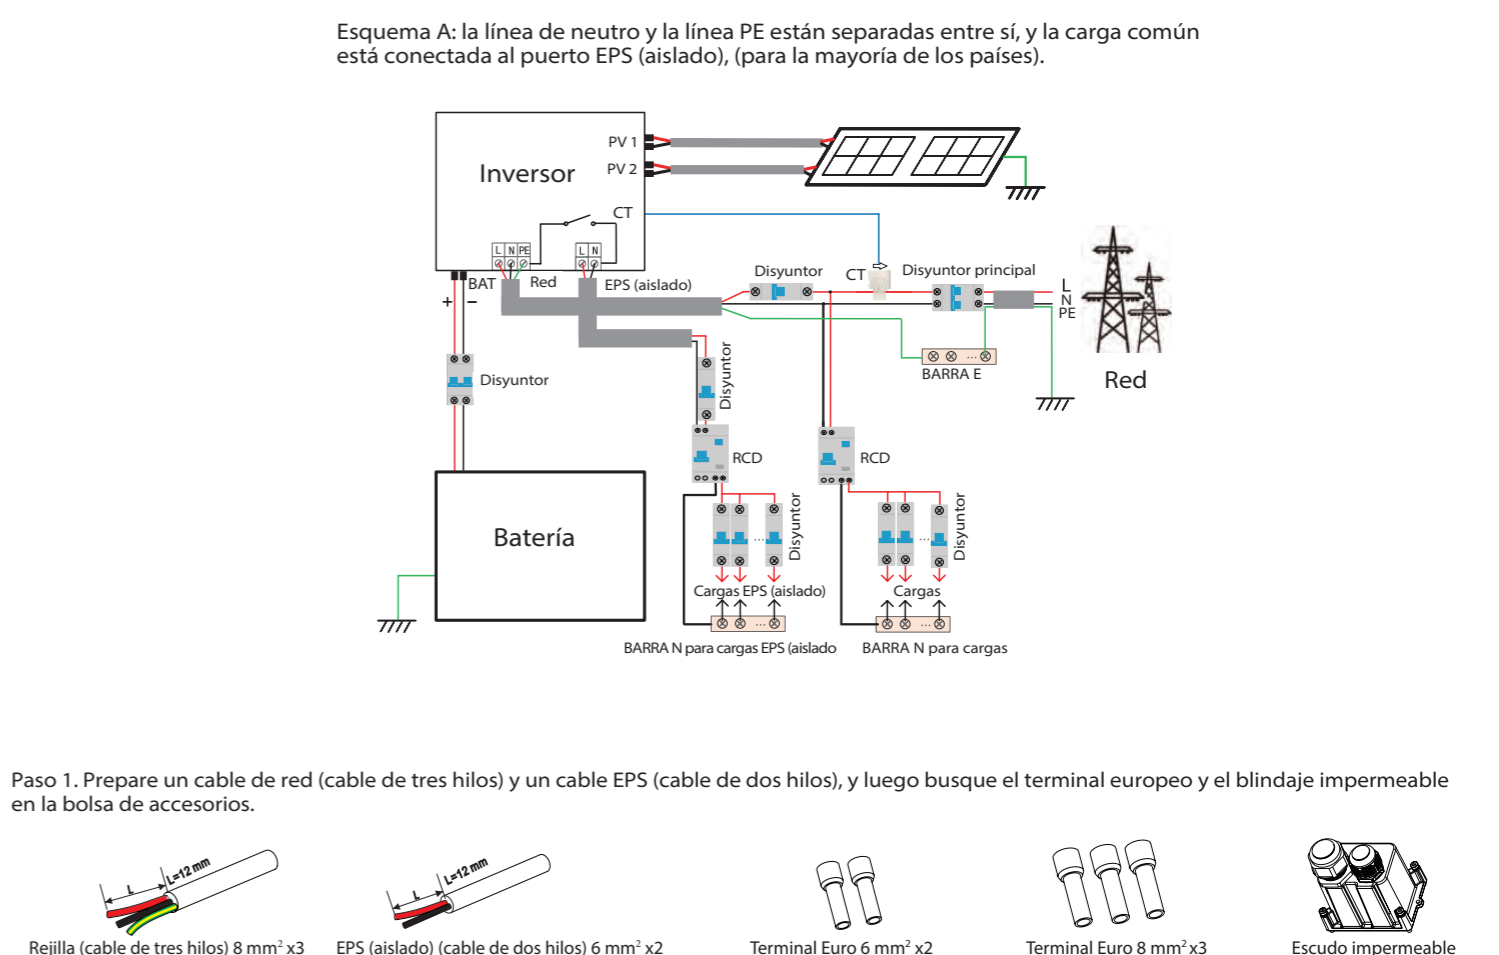 Esquema A: la línea de neutro y la línea PE están separadas entre sí, y la carga común
está conectada al puerto EPS (aislado), (para la mayoría de los países).
PV 1
PV 2
Inversor
CT
L N PE
L N
BAT
Red
EPS (aislado)
+ −
Disyuntor
CT
Disyuntor principal
L
N
PE
BARRA E
Red
Disyuntor
Disyuntor
RCD
RCD
Batería
Disyuntor
Disyuntor
...
...
...
Cargas EPS (aislado)
Cargas
...
...
BARRA N para cargas EPS (aislado
BARRA N para cargas
Paso 1. Prepare un cable de red (cable de tres hilos) y un cable EPS (cable de dos hilos), y luego busque el terminal europeo y el blindaje impermeable
en la bolsa de accesorios.
L
L=12 mm
L
L=12 mm
Rejilla (cable de tres hilos) 8 mm² x3
EPS (aislado) (cable de dos hilos) 6 mm² x2
Terminal Euro 6 mm² x2
Terminal Euro 8 mm² x3
Escudo impermeable